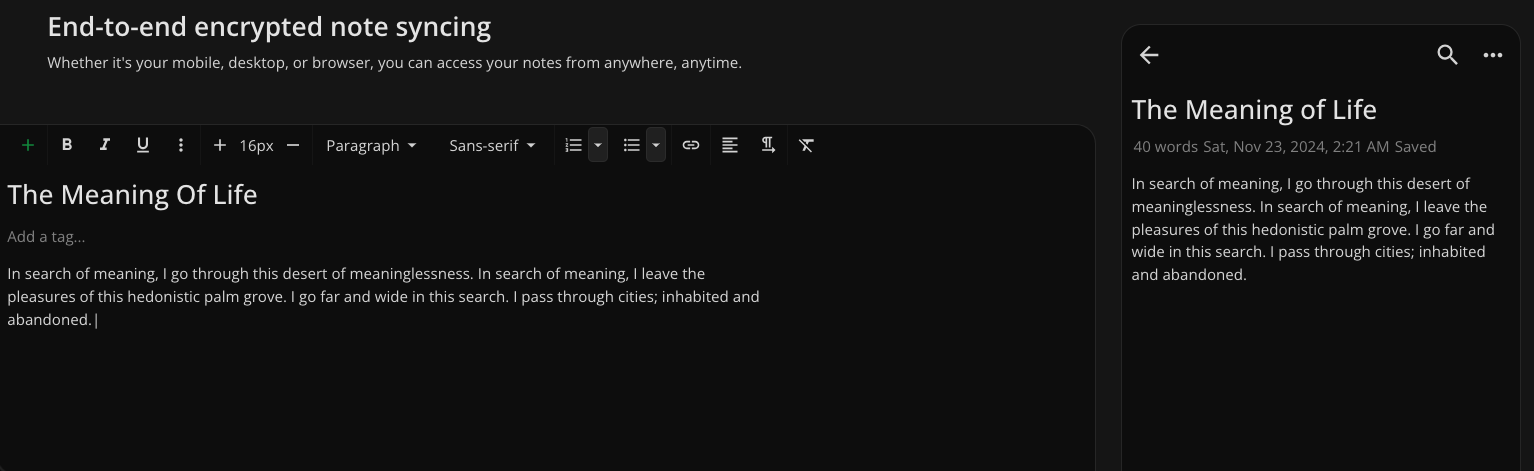 End-to-end encrypted note syncing
Whether it's your mobile, desktop, or browser, you can access your notes from anywhere, anytime.
B I U 16px Paragraph Sans-serif
The Meaning Of Life
Add a tag...
In search of meaning, I go through this desert of meaninglessness. In search of meaning, I leave the
pleasures of this hedonistic palm grove. I go far and wide in this search. I pass through cities; inhabited and
abandoned.
The Meaning of Life
40 words Sat, Nov 23, 2024, 2:21 AM Saved
In search of meaning, I go through this desert of
meaninglessness. In search of meaning, I leave the
pleasures of this hedonistic palm grove. I go far and
wide in this search. I pass through cities; inhabited
and abandoned.